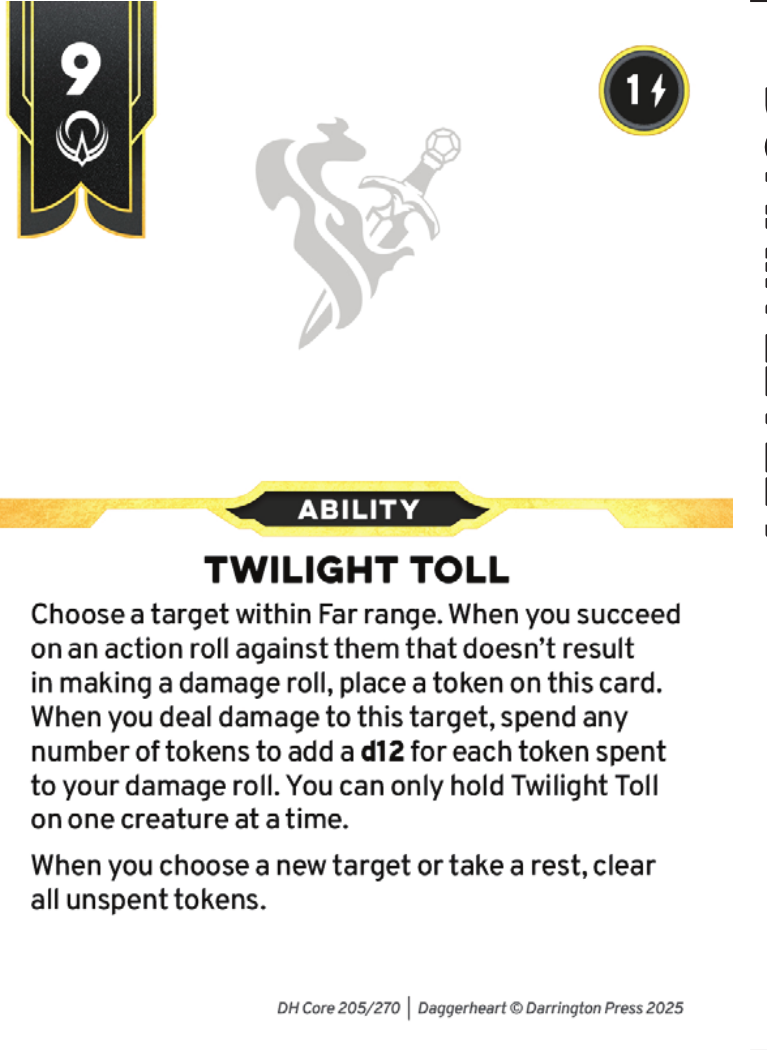 9
1
ABILITY
TWILIGHT TOLL
Choose a target within Far range. When you succeed
on an action roll against them that doesn’t result
in making a damage roll, place a token on this card.
When you deal damage to this target, spend any
number of tokens to add a d12 for each token spent
to your damage roll. You can only hold Twilight Toll
on one creature at a time.
When you choose a new target or take a rest, clear
all unspent tokens.
DH Core 205/270 | Daggerheart © Darrington Press 2025